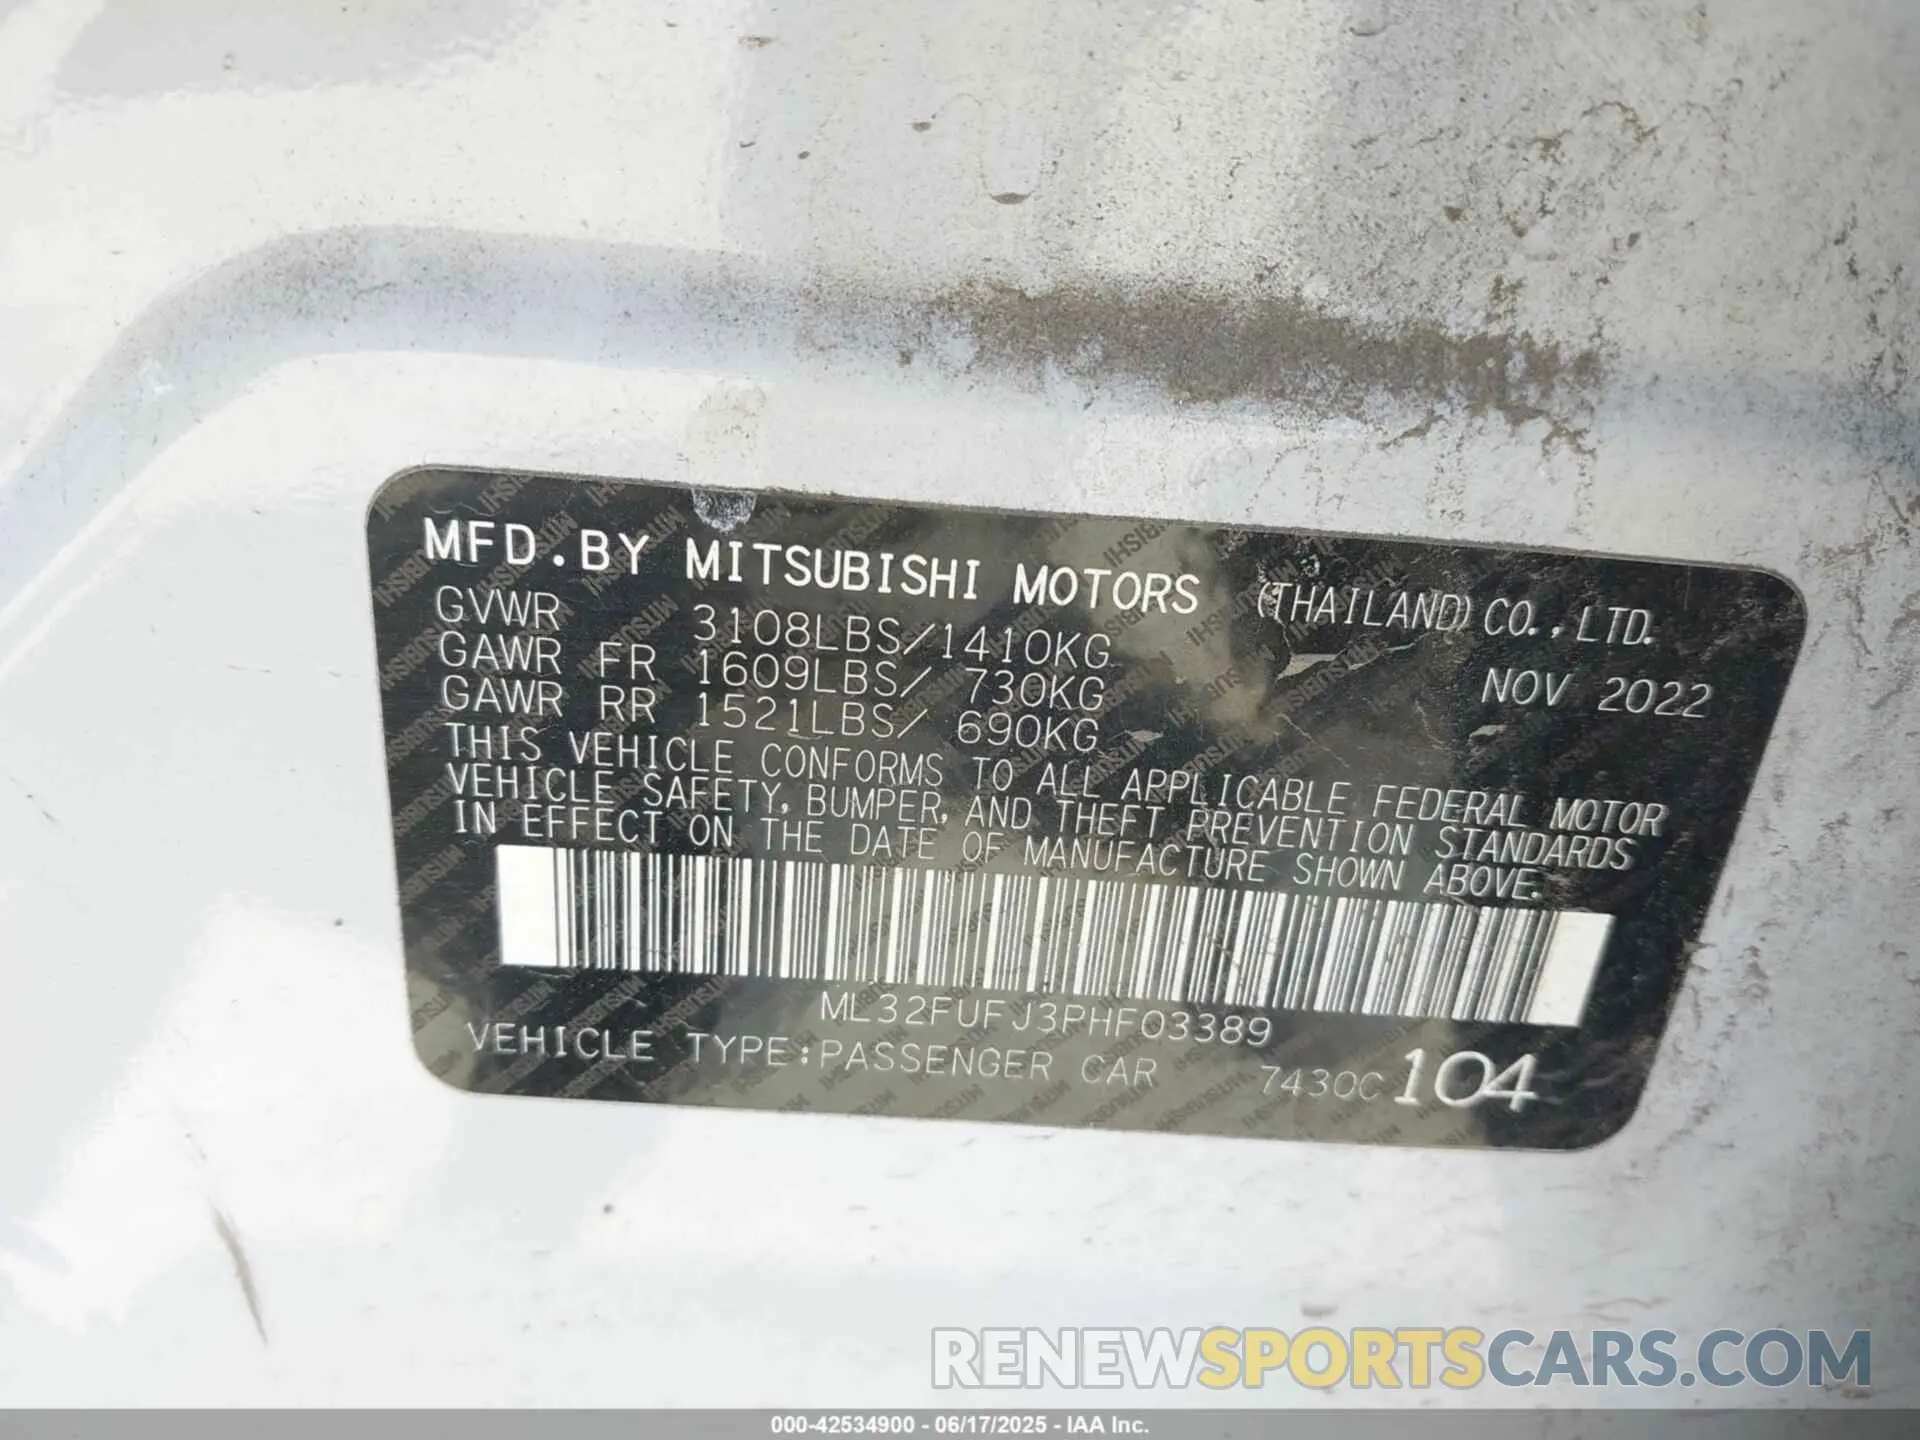 MFD.BY MITSUBISHI MOTORS (THAILAND) CO.,LTD.
GVWR 3108LBS/1410KG NOV 2022
GAWR FR 1609LBS/ 730KG
GAWR RR 1521LBS/ 690KG
THIS VEHICLE CONFORMS TO ALL APPLICABLE FEDERAL MOTOR
VEHICLE SAFETY, BUMPER, AND THEFT PREVENTION STANDARDS
IN EFFECT ON THE DATE OF MANUFACTURE SHOWN ABOVE.
ML32FUFJ3PHF03389
VEHICLE TYPE:PASSENGER CAR 7430C 104
RENEWSPORTSCARS.COM
000-42534900 - 06/17/2025 - IAA Inc.